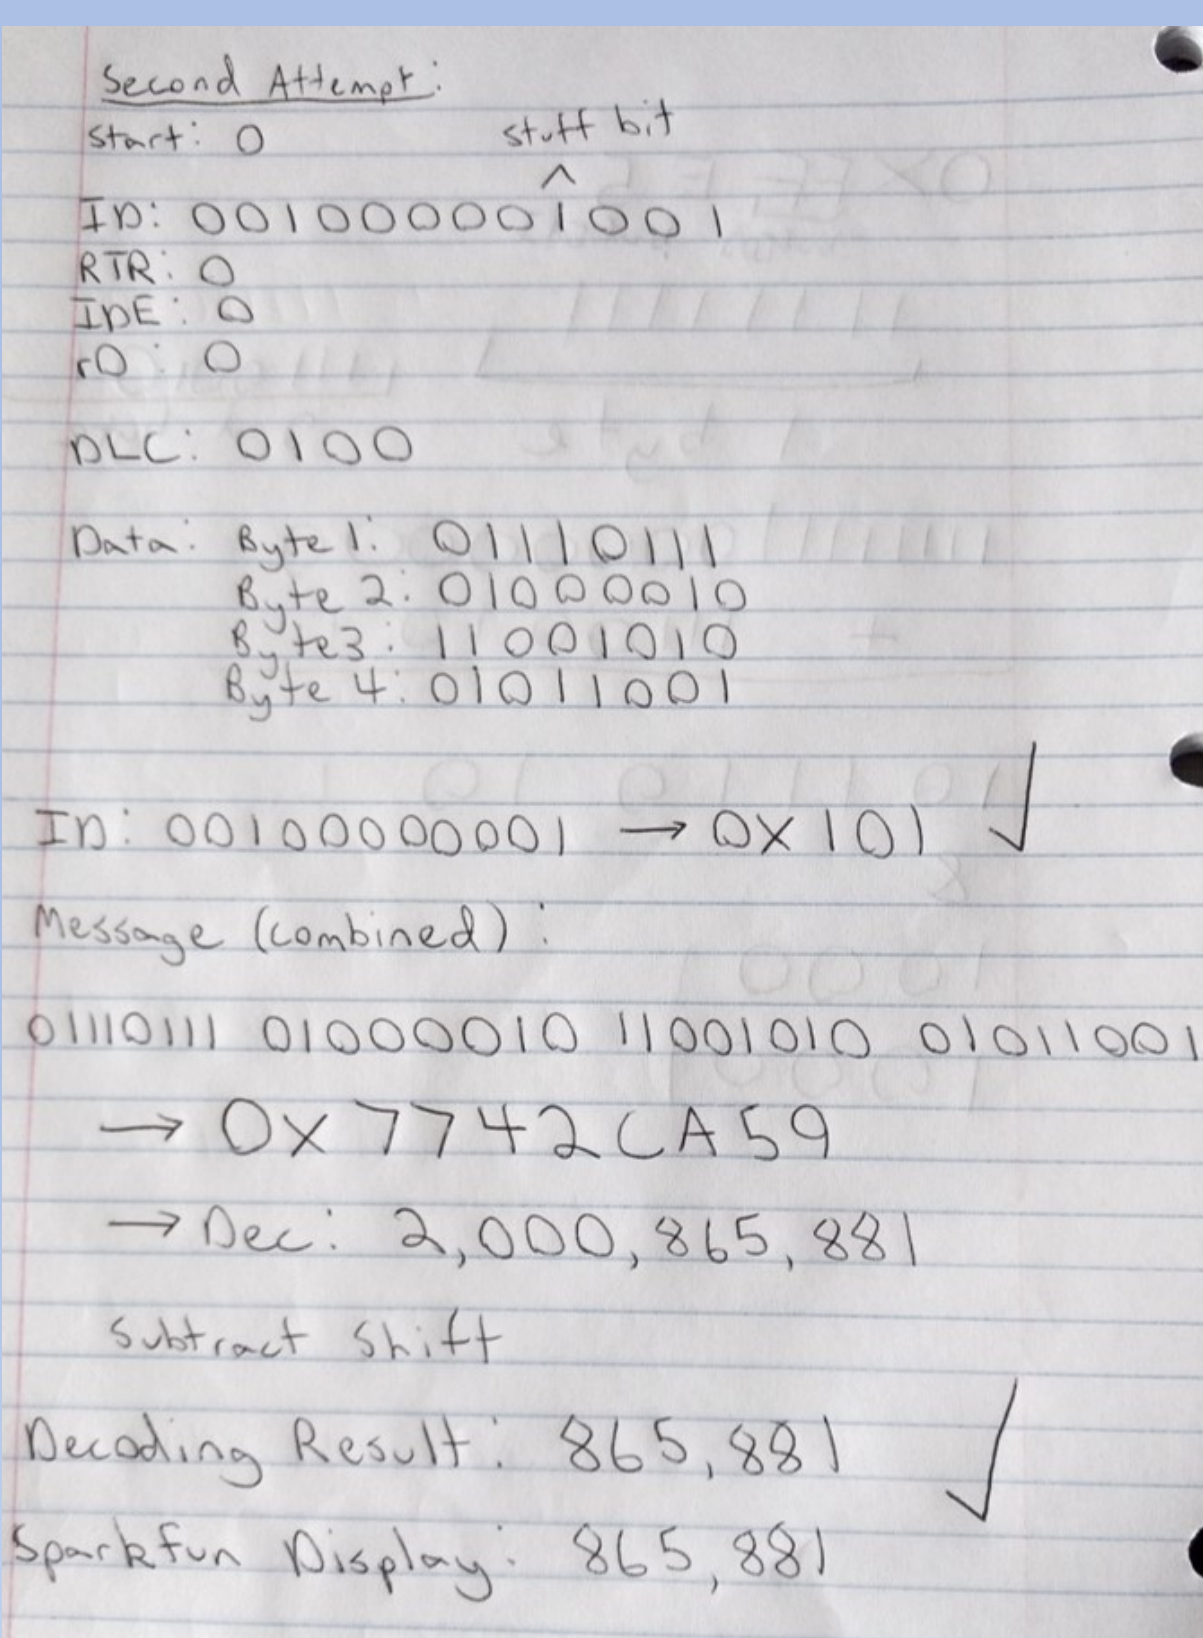 Second Attempt:
Start: 0
stuff bit
^
ID: 001000001001
RTR: 0
IDE: 0
r0: 0
DLC: 0100
Data: Byte 1: 01110111
Byte 2: 01000010
Byte 3: 11001010
Byte 4: 01011001
ID: 00100000001 → 0x101 ✓
Message (combined):
01110111 01000010 11001010 01011001
→ 0x7742CA59
→ Dec: 2,000,865,881
Subtract Shift
Decoding Result: 865,881 ✓
Sparkfun Display: 865,881